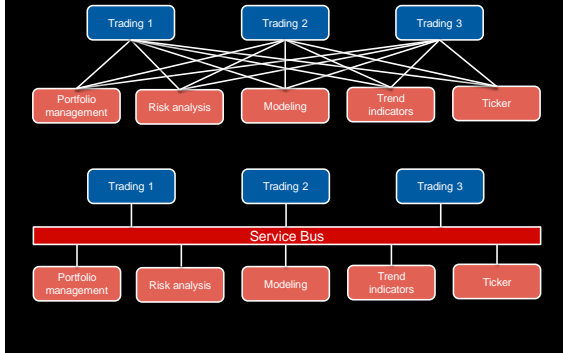 Trading 1
Trading 2
Trading 3
Portfolio
management
Risk analysis
Modeling
Trend
indicators
Ticker
Trading 1
Trading 2
Trading 3
Service Bus
Portfolio
management
Risk analysis
Modeling
Trend
indicators
Ticker